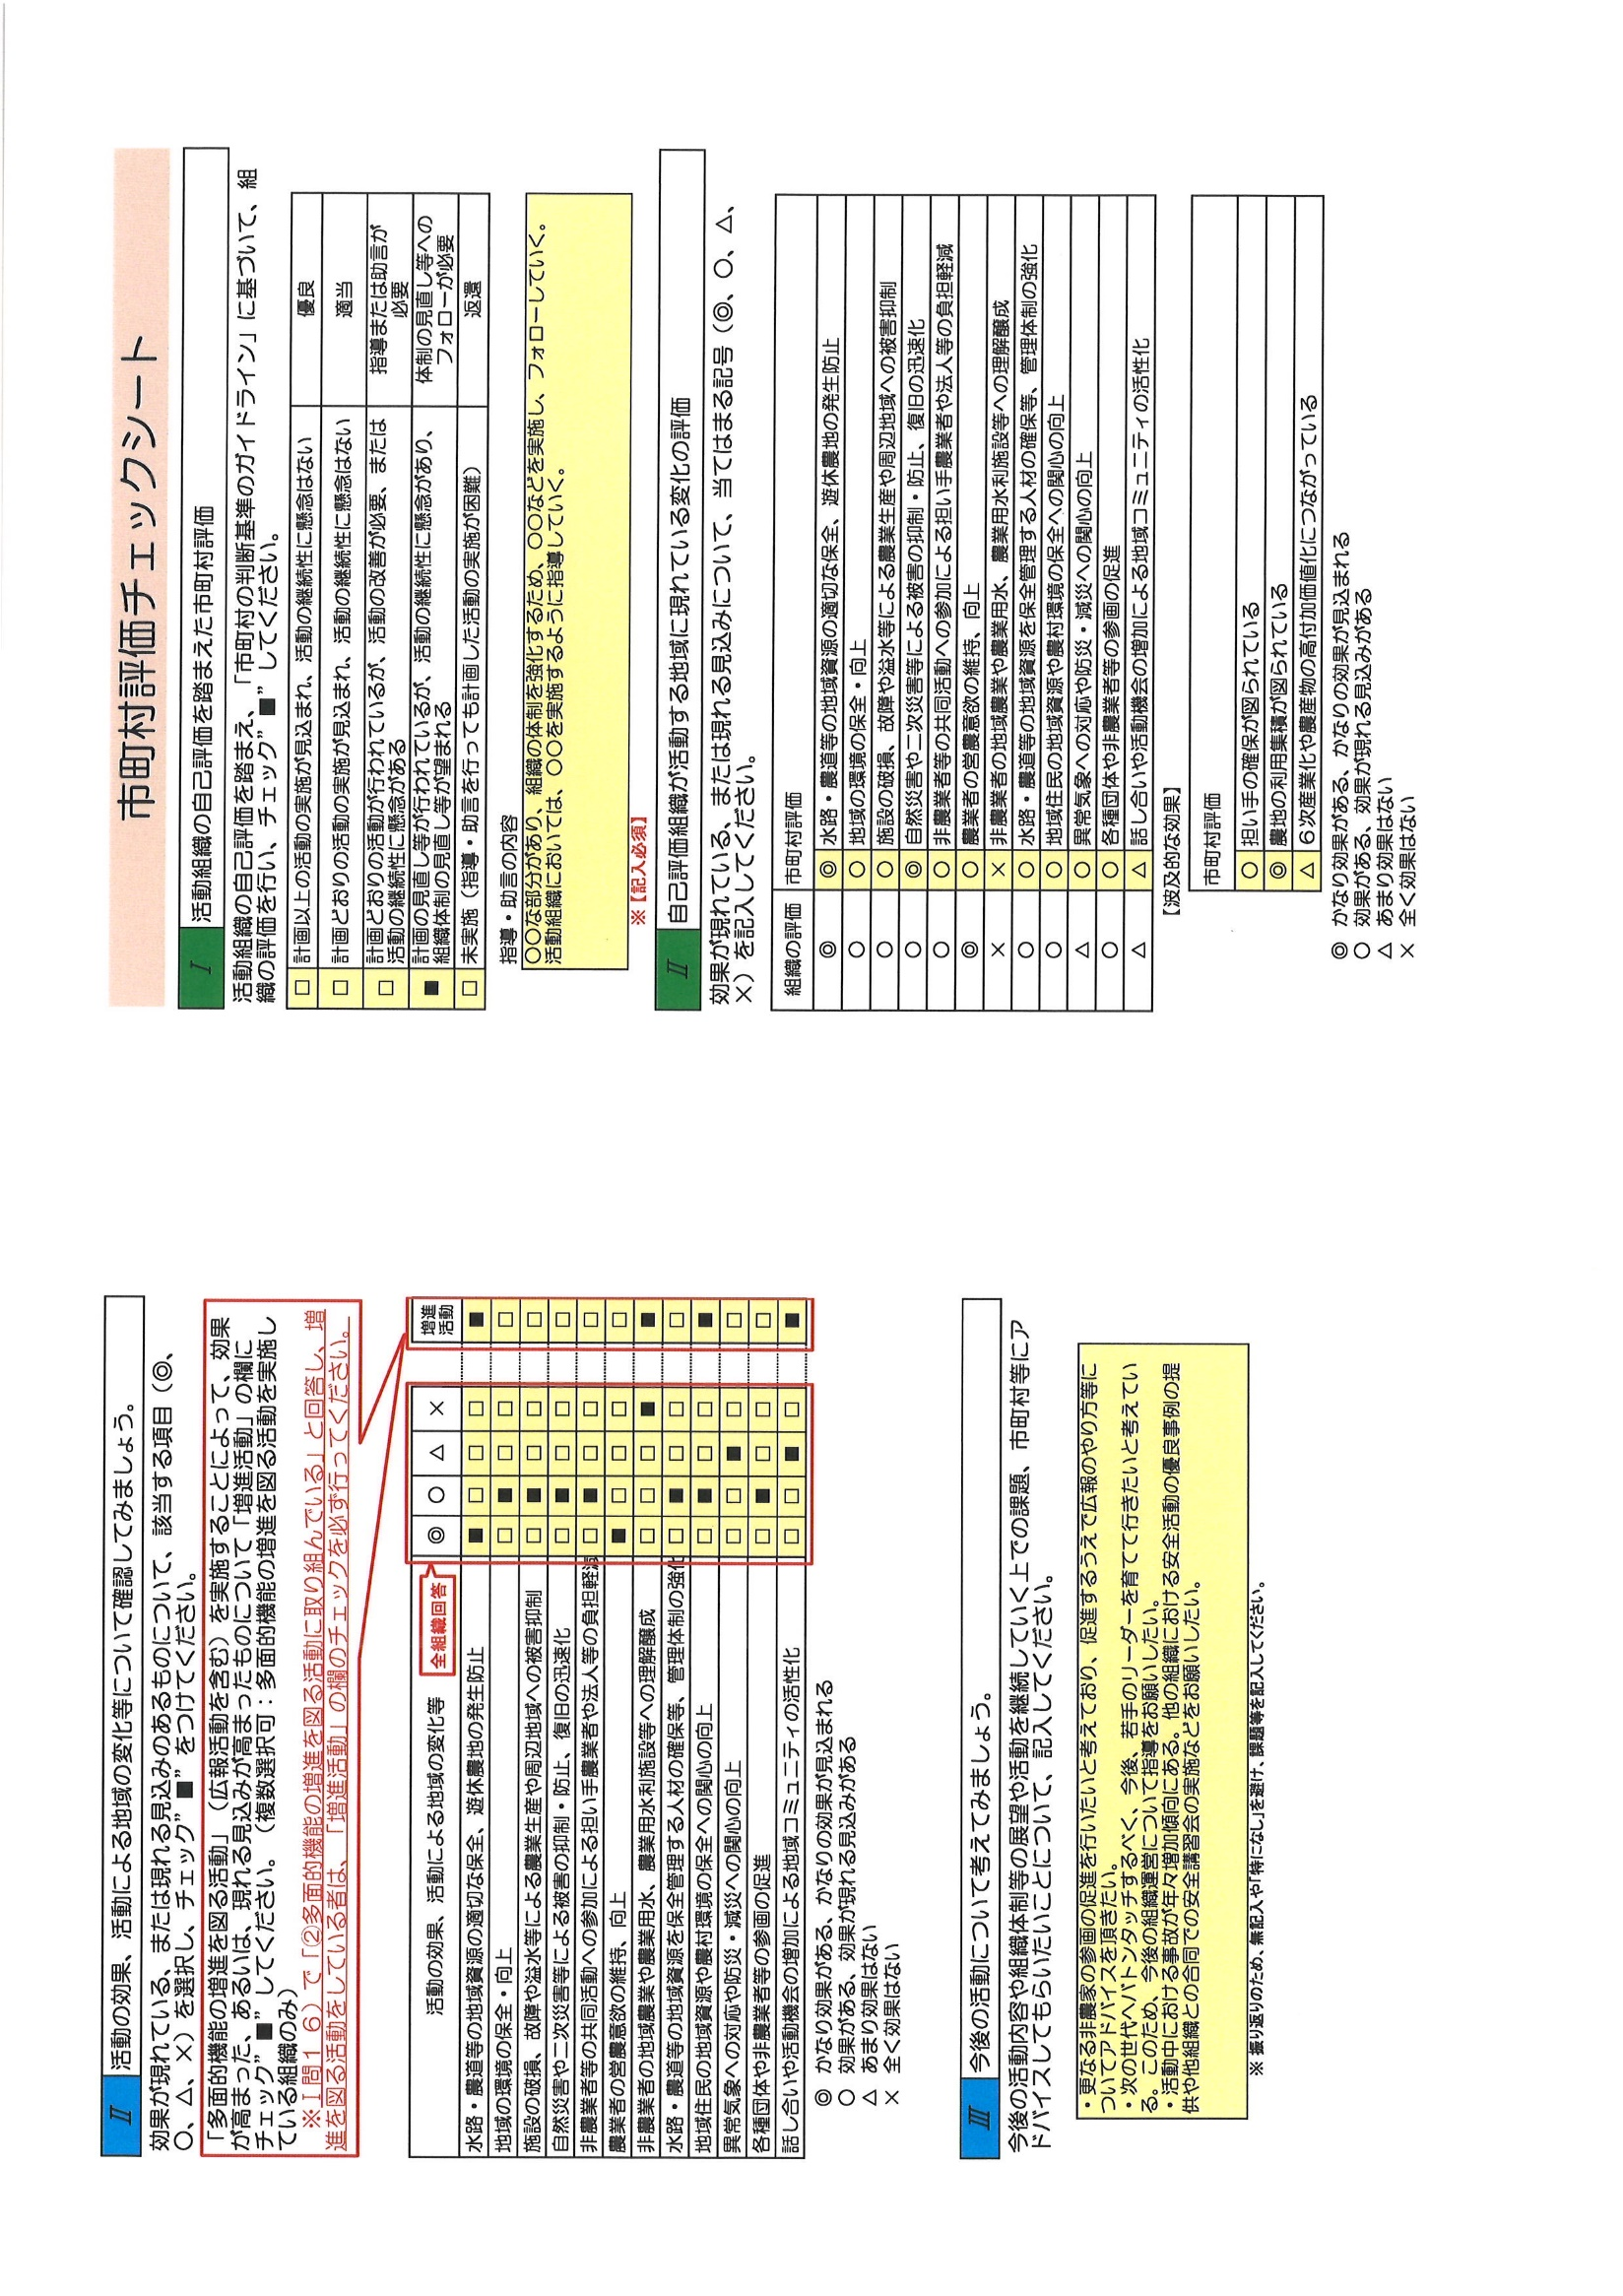 Ⅱ 活動の効果、活動による地域の変化等について確認してみましょう。
効果が現れている、または現れる見込みのあるものについて、該当する項目（◎、
○、△、×）を選択し、チェック”■”をつけてください。
「多面的機能の増進を図る活動」（広報活動を含む）を実施することによって、効果
が高まった、あるいは、現れる見込みが高まったものについて「増進活動」の欄に
チェック”■”してください。（複数選択可：多面的機能の増進を図る活動を実施し
ている組織のみ）
※Ⅰ問１６）で「②多面的機能の増進を図る活動に取り組んでいる」と回答し、増
進を図る活動をしている者は、「増進活動」の欄のチェックを必ず行ってください。
活動の効果、活動による地域の変化等 全組織回答 ◎ ○ △ × 増進
活動
水路・農道等の地域資源の適切な保全、遊休農地の発生防止 ■ □ □ □ ■
地域の環境の保全・向上 □ ■ □ □ □
施設の破損、故障や溢水等による農業生産や周辺地域への被害抑制 □ ■ □ □ □
自然災害や二次災害等による被害の抑制・防止、復旧の迅速化 □ ■ □ □ □
非農業者等の共同活動への参加による担い手農業者や法人等の負担軽減 □ ■ □ □ □
農業者の営農意欲の維持、向上 ■ □ □ □ □
非農業者の地域農業や農業用水、農業用水利施設等への理解醸成 □ □ □ ■ ■
水路・農道等の地域資源を保全管理する人材の確保等、管理体制の強化 □ ■ □ □ □
地域住民の地域資源や農村環境の保全への関心の向上 □ ■ □ □ ■
異常気象への対応や防災・減災への関心の向上 □ □ ■ □ □
各種団体や非農業者等の参画の促進 □ ■ □ □ □
話し合いや活動機会の増加による地域コミュニティの活性化 □ □ ■ □ ■
◎ かなり効果がある、かなりの効果が見込まれる
○ 効果がある、効果が現れる見込みがある
△ あまり効果はない
× 全く効果はない
Ⅲ 今後の活動について考えてみましょう。
今後の活動内容や組織体制等の展望や活動を継続していく上での課題、市町村等にア
ドバイスしてもらいたいことについて、記入してください。
・更なる非農家の参画の促進を行いたいと考えており、促進するうえで広報のやり方等に
ついてアドバイスを頂きたい。
・次の世代へバトンタッチするべく、今後、若手のリーダーを育てて行きたいと考えてい
る。このため、今後の組織運営について指導をお願いしたい。
・活動中における事故が年々増加傾向にある。他の組織における安全活動の優良事例の提
供や他組織との合同での安全講習会の実施などをお願いしたい。
※ 振り返りのため、無記入や「特になし」を避け、課題等を記入してください。
市町村評価チェックシート
Ⅰ 活動組織の自己評価を踏まえた市町村評価
活動組織の自己評価を踏まえ、「市町村の判断基準のガイドライン」に基づいて、組
織の評価を行い、チェック”■”してください。
□ 計画以上の活動の実施が見込まれ、活動の継続性に懸念はない 優良
□ 計画どおりの活動の実施が見込まれ、活動の継続性に懸念はない 適当
□ 計画どおりの活動が行われているが、活動の改善が必要、または
活動の継続性に懸念がある 指導または助言が
必要
■ 計画の見直し等が行われているが、活動の継続性に懸念があり、
組織体制の見直し等が望まれる 体制の見直し等への
フォローが必要
□ 未実施（指導・助言を行っても計画した活動の実施が困難） 返還
指導・助言の内容
〇〇な部分があり、組織の体制を強化するため、〇〇などを実施し、フォローしていく。
活動組織においては、〇〇を実施するように指導していく。
※【記入必須】
Ⅱ 自己評価組織が活動する地域に現れている変化の評価
効果が現れている、または現れる見込みについて、当てはまる記号（◎、○、△、
×）を記入してください。
組織の評価 市町村評価
◎ ◎ 水路・農道等の地域資源の適切な保全、遊休農地の発生防止
○ ○ 地域の環境の保全・向上
○ ○ 施設の破損、故障や溢水等による農業生産や周辺地域への被害抑制
○ ◎ 自然災害や二次災害等による被害の抑制・防止、復旧の迅速化
○ ○ 非農業者等の共同活動への参加による担い手農業者や法人等の負担軽減
◎ ○ 農業者の営農意欲の維持、向上
× × 非農業者の地域農業や農業用水、農業用水利施設等への理解醸成
○ ○ 水路・農道等の地域資源を保全管理する人材の確保等、管理体制の強化
○ ○ 地域住民の地域資源や農村環境の保全への関心の向上
△ ○ 異常気象への対応や防災・減災への関心の向上
○ ○ 各種団体や非農業者等の参画の促進
△ △ 話し合いや活動機会の増加による地域コミュニティの活性化
【波及的な効果】
市町村評価
○ 担い手の確保が図られている
◎ 農地の利用集積が図られている
△ ６次産業化や農産物の高付加価値化につながっている
◎ かなり効果がある、かなりの効果が見込まれる
○ 効果がある、効果が現れる見込みがある
△ あまり効果はない
× 全く効果はない